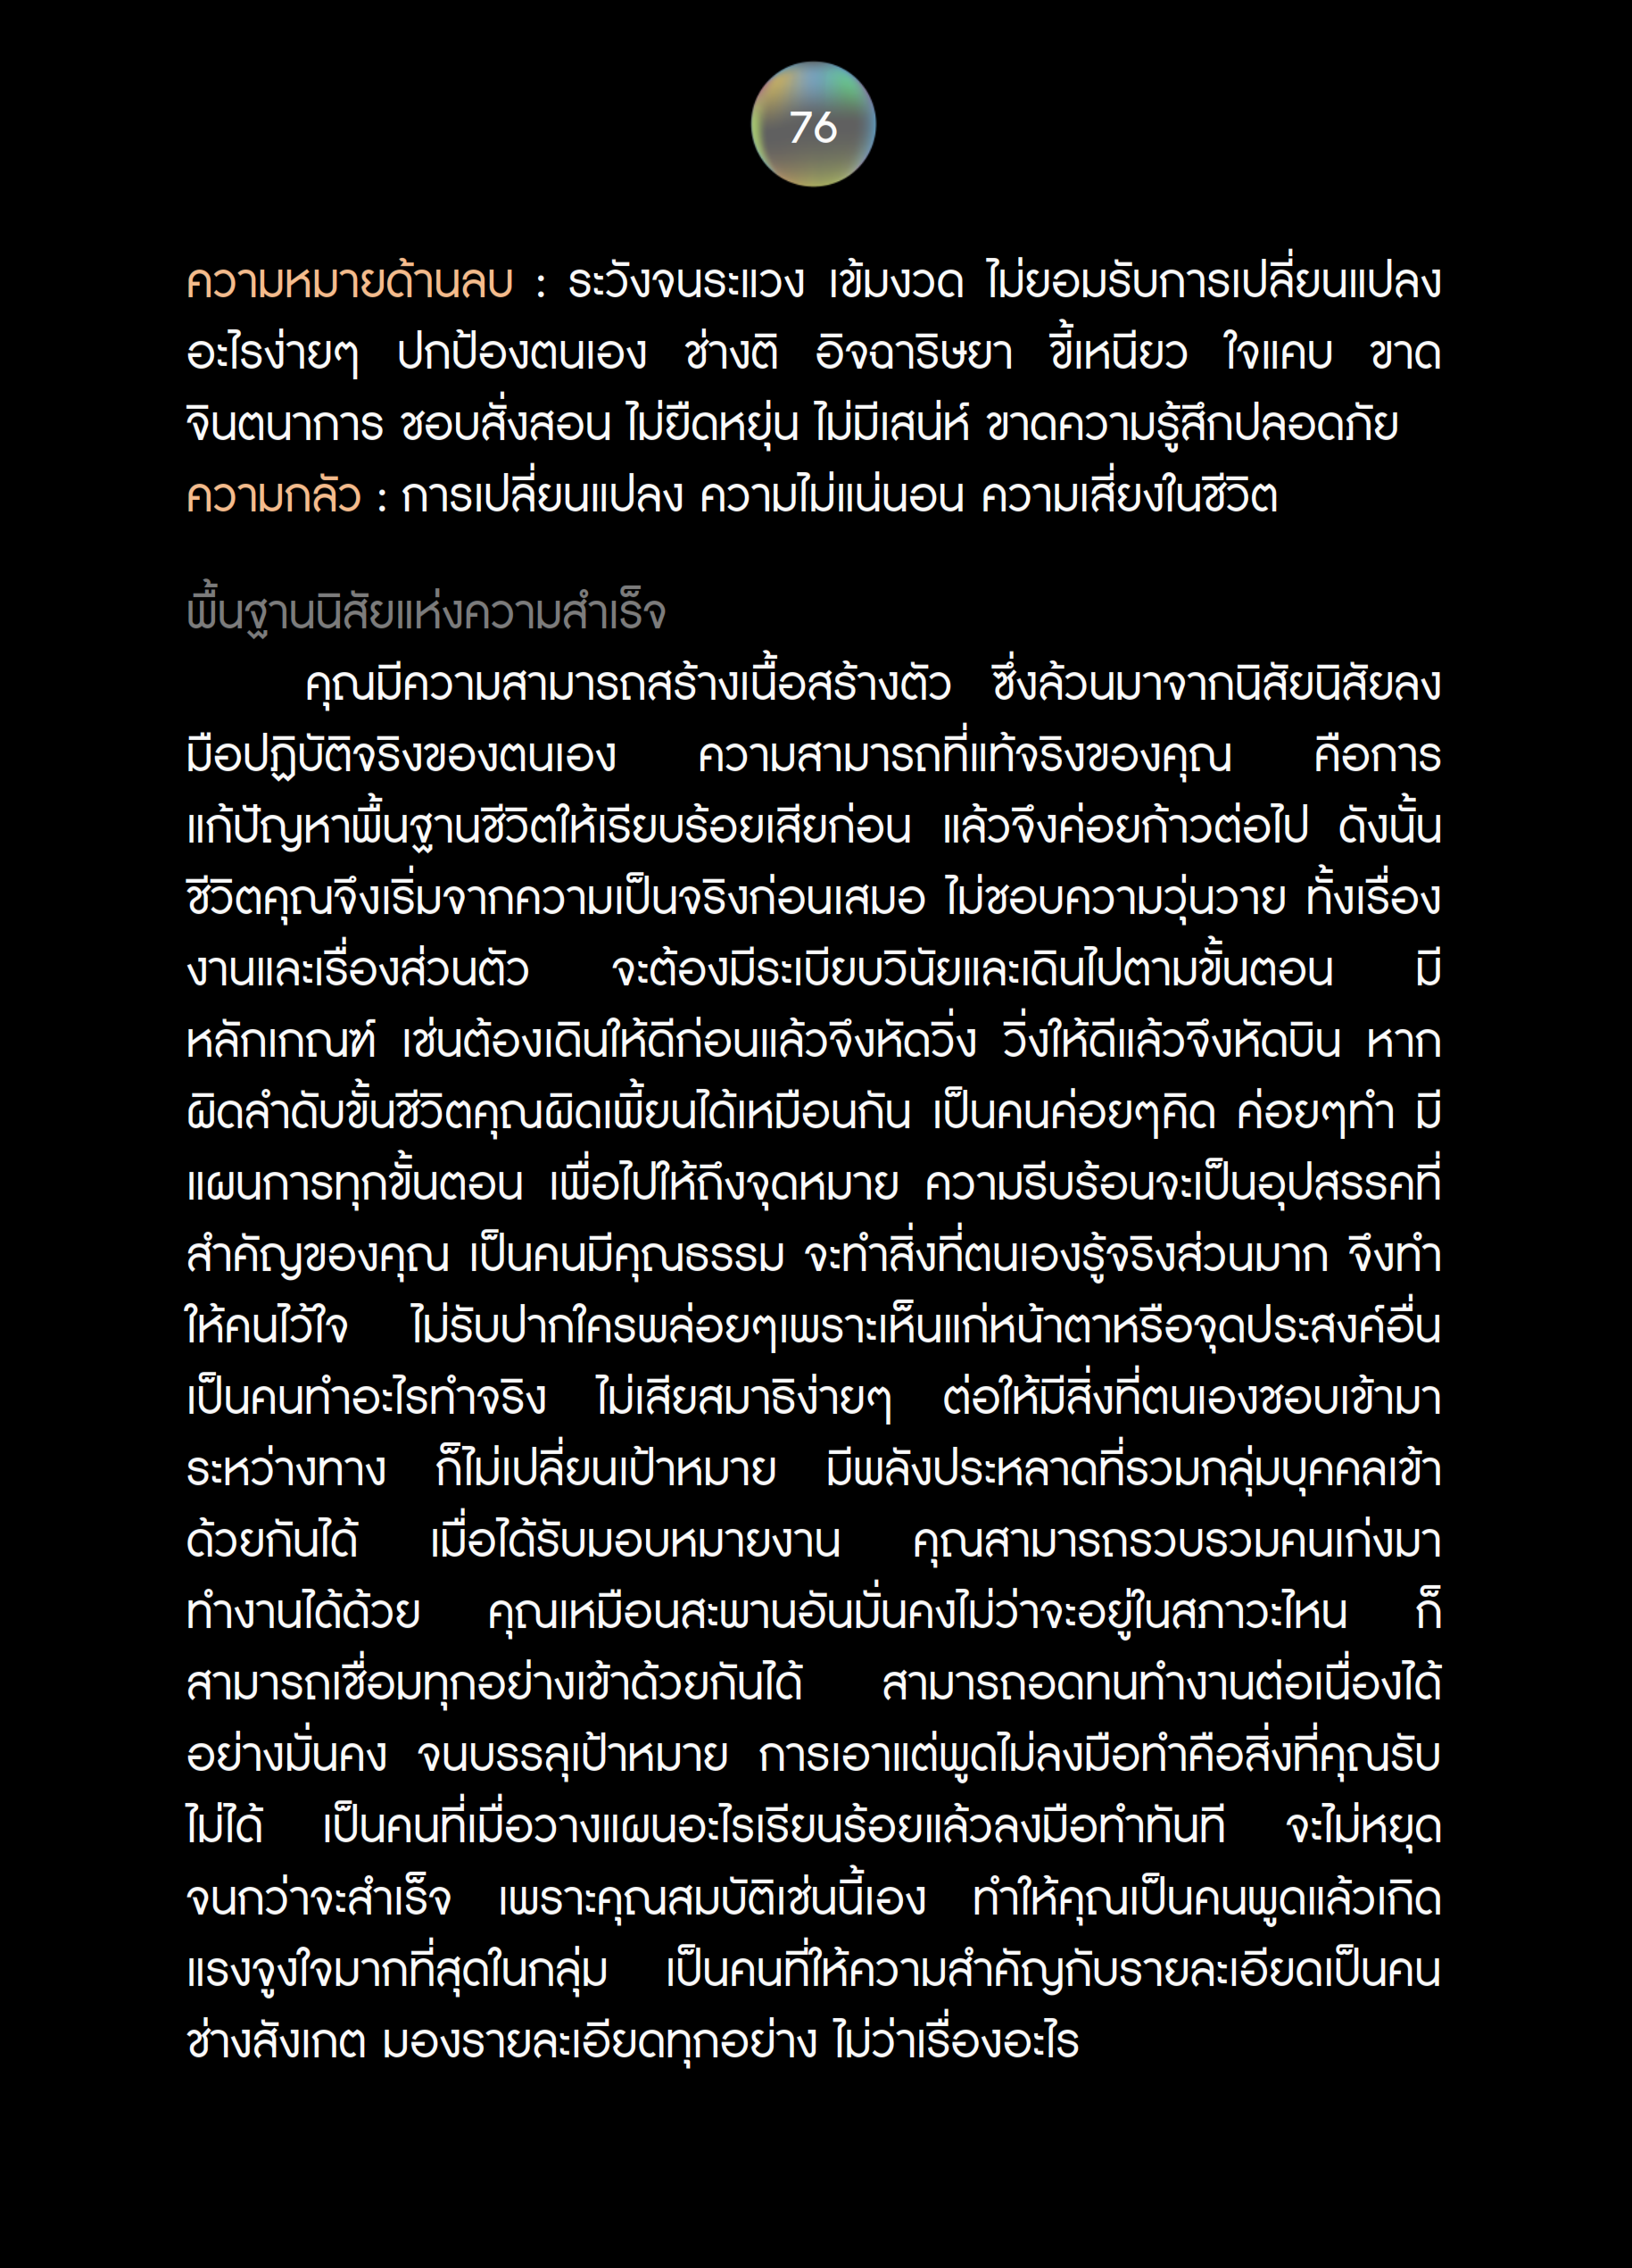 76
ความหมายด้านลบ : ระวังจนระแวง เข้มงวด ไม่ยอมรับการเปลี่ยนแปลง
อะไรง่ายๆ ปกป้องตนเอง ช่างติ อิจฉาริษยา ขี้เหนียว ใจแคบ ขาด
จินตนาการ ชอบสั่งสอน ไม่ยืดหยุ่น ไม่มีเสน่ห์ ขาดความรู้สึกปลอดภัย
ความกลัว : การเปลี่ยนแปลง ความไม่แน่นอน ความเสี่ยงในชีวิต
พื้นฐานนิสัยแห่งความสำเร็จ
คุณมีความสามารถสร้างเนื้อสร้างตัว ซึ่งล้วนมาจากนิสัยนิสัยลง
มือปฏิบัติจริงของตนเอง ความสามารถที่แท้จริงของคุณ คือการ
แก้ปัญหาพื้นฐานชีวิตให้เรียบร้อยเสียก่อน แล้วจึงค่อยก้าวต่อไป ดังนั้น
ชีวิตคุณจึงเริ่มจากความเป็นจริงก่อนเสมอ ไม่ชอบความวุ่นวาย ทั้งเรื่อง
งานและเรื่องส่วนตัว จะต้องมีระเบียบวินัยและเดินไปตามขั้นตอน มี
หลักเกณฑ์ เช่นต้องเดินให้ดีก่อนแล้วจึงหัดวิ่ง วิ่งให้ดีแล้วจึงหัดบิน หาก
ผิดลำดับขั้นชีวิตคุณผิดเพี้ยนได้เหมือนกัน เป็นคนค่อยๆคิด ค่อยๆทำ มี
แผนการทุกขั้นตอน เพื่อไปให้ถึงจุดหมาย ความรีบร้อนจะเป็นอุปสรรคที่
สำคัญของคุณ เป็นคนมีคุณธรรม จะทำสิ่งที่ตนเองรู้จริงส่วนมาก จึงทำ
ให้คนไว้ใจ ไม่รับปากใครพล่อยๆเพราะเห็นแก่หน้าตาหรือจุดประสงค์อื่น
เป็นคนทำอะไรทำจริง ไม่เสียสมาธิง่ายๆ ต่อให้มีสิ่งที่ตนเองชอบเข้ามา
ระหว่างทาง ก็ไม่เปลี่ยนเป้าหมาย มีพลังประหลาดที่รวมกลุ่มบุคคลเข้า
ด้วยกันได้ เมื่อได้รับมอบหมายงาน คุณสามารถรวบรวมคนเก่งมา
ทำงานได้ด้วย คุณเหมือนสะพานอันมั่นคงไม่ว่าจะอยู่ในสภาวะไหน ก็
สามารถเชื่อมทุกอย่างเข้าด้วยกันได้ สามารถอดทนทำงานต่อเนื่องได้
อย่างมั่นคง จนบรรลุเป้าหมาย การเอาแต่พูดไม่ลงมือทำคือสิ่งที่คุณรับ
ไม่ได้ เป็นคนที่เมื่อวางแผนอะไรเรียนร้อยแล้วลงมือทำทันที จะไม่หยุด
จนกว่าจะสำเร็จ เพราะคุณสมบัติเช่นนี้เอง ทำให้คุณเป็นคนพูดแล้วเกิด
แรงจูงใจมากที่สุดในกลุ่ม เป็นคนที่ให้ความสำคัญกับรายละเอียดเป็นคน
ช่างสังเกต มองรายละเอียดทุกอย่าง ไม่ว่าเรื่องอะไร